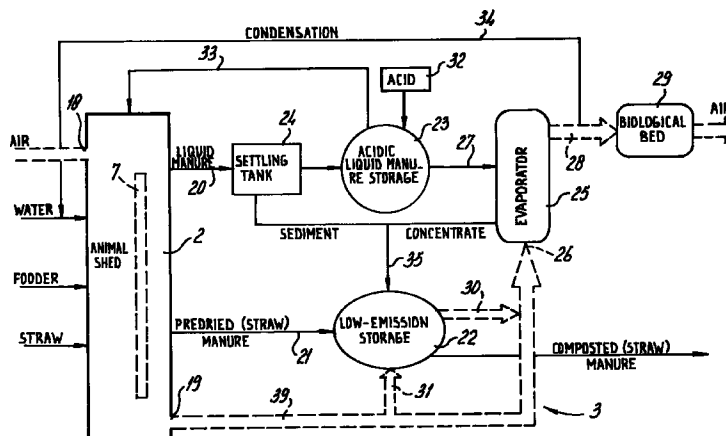 CONDENSATION
34
33
ACID
32
18
24
23
29
AIR
AIR
LIQUID
MANURE
20
SETTLING
TANK
ACIDIC
LIQUID MANU-
RE STORAGE
27
EVAPORATOR
28
BIOLOGICAL
BED
7
WATER
ANIMAL
SHED
2
25
SEDIMENT
CONCENTRATE
26
FODDER
35
30
STRAW
PREDRIED (STRAW)
MANURE
21
LOW-EMISSION
STORAGE
22
COMPOSTED (STRAW)
MANURE
19
39
31
3